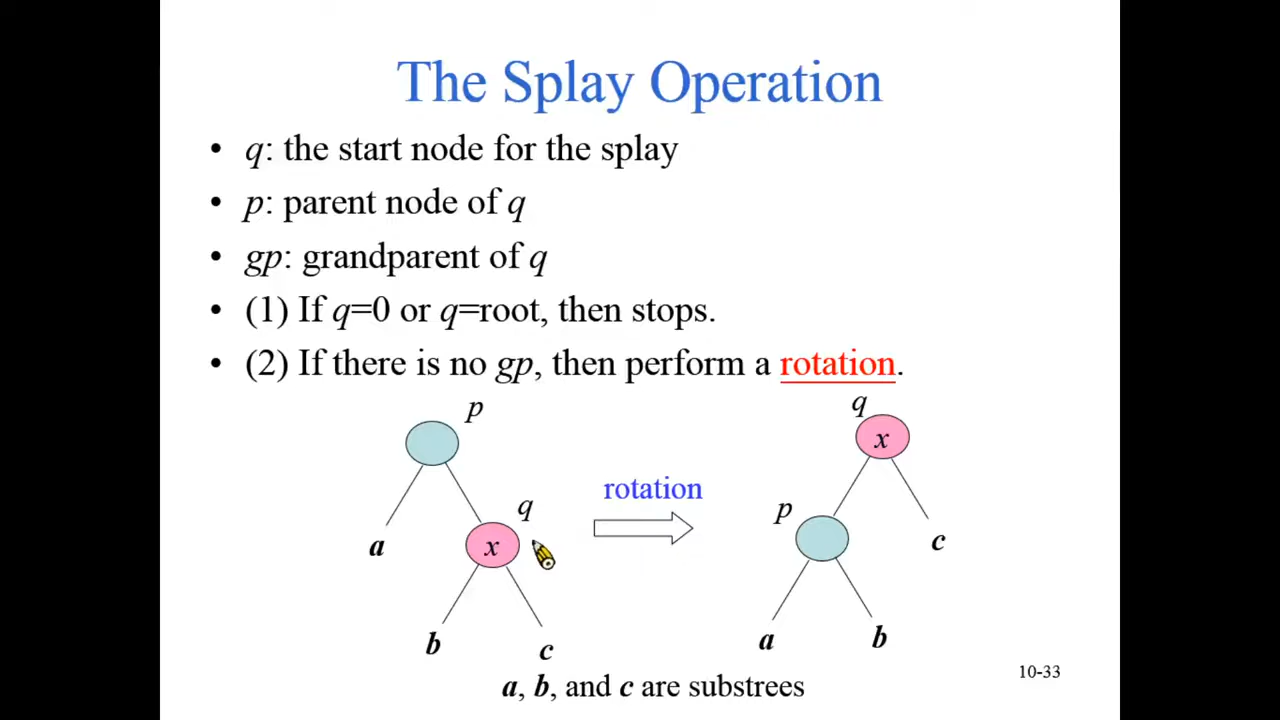 The Splay Operation
• q: the start node for the splay
• p: parent node of q
• gp: grandparent of q
• (1) If q=0 or q=root, then stops.
• (2) If there is no gp, then perform a rotation.
p
q
x
rotation
q
p
x
a
c
b
c
a
b
a, b, and c are substrees
10-33